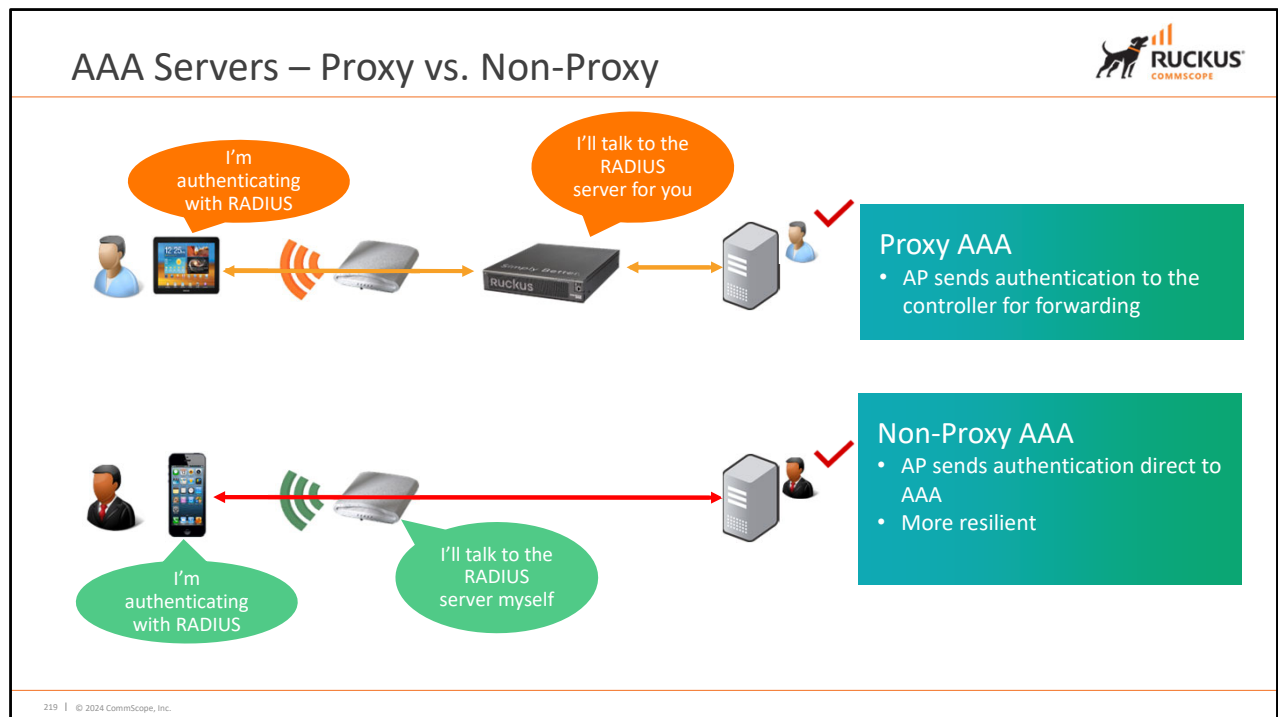 AAA Servers – Proxy vs. Non-Proxy
RUCKUS
COMMSCOPE
I'm
authenticating
with RADIUS
I'll talk to the
RADIUS
server for you
Simply Better.
Ruckus
Proxy AAA
• AP sends authentication to the
controller for forwarding
Non-Proxy AAA
• AP sends authentication direct to
AAA
• More resilient
I'm
authenticating
with RADIUS
I'll talk to the
RADIUS
server myself
219 | © 2024 CommScope, Inc.